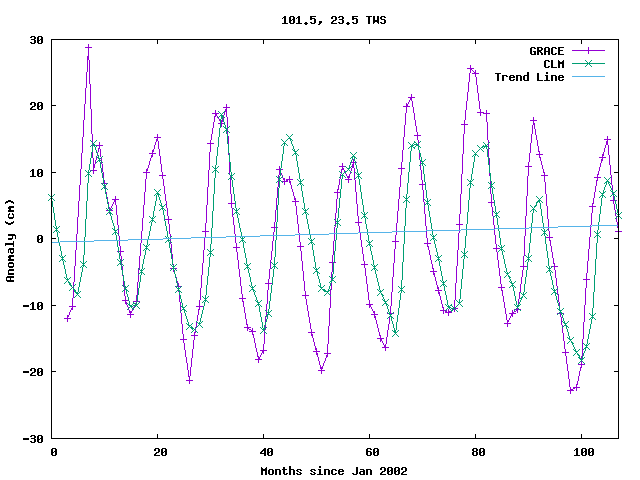 101.5, 23.5 TWS
GRACE
CLM
Trend Line
Anomaly (cm)
30
20
10
0
-10
-20
-30
0 20 40 60 80 100
Months since Jan 2002